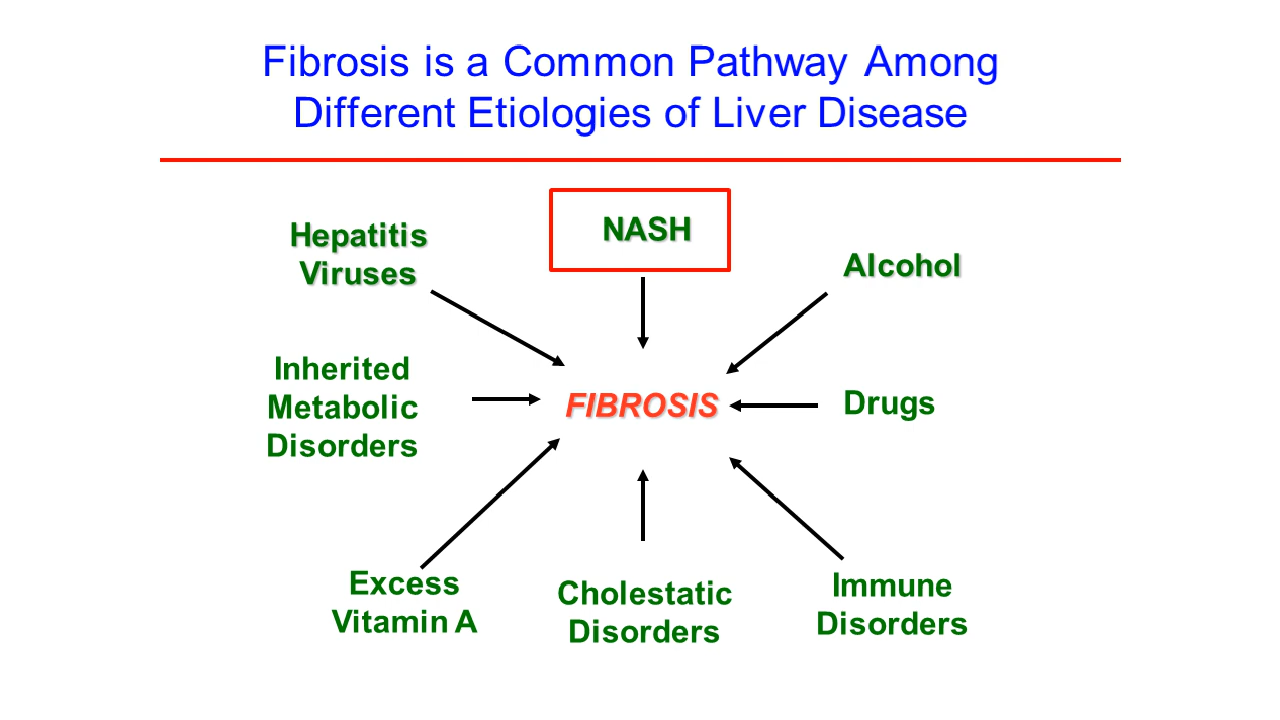 Fibrosis is a Common Pathway Among
Different Etiologies of Liver Disease
NASH
Hepatitis
Viruses
Alcohol
Inherited
Metabolic
Disorders
FIBROSIS
Drugs
Excess
Vitamin A
Cholestatic
Disorders
Immune
Disorders